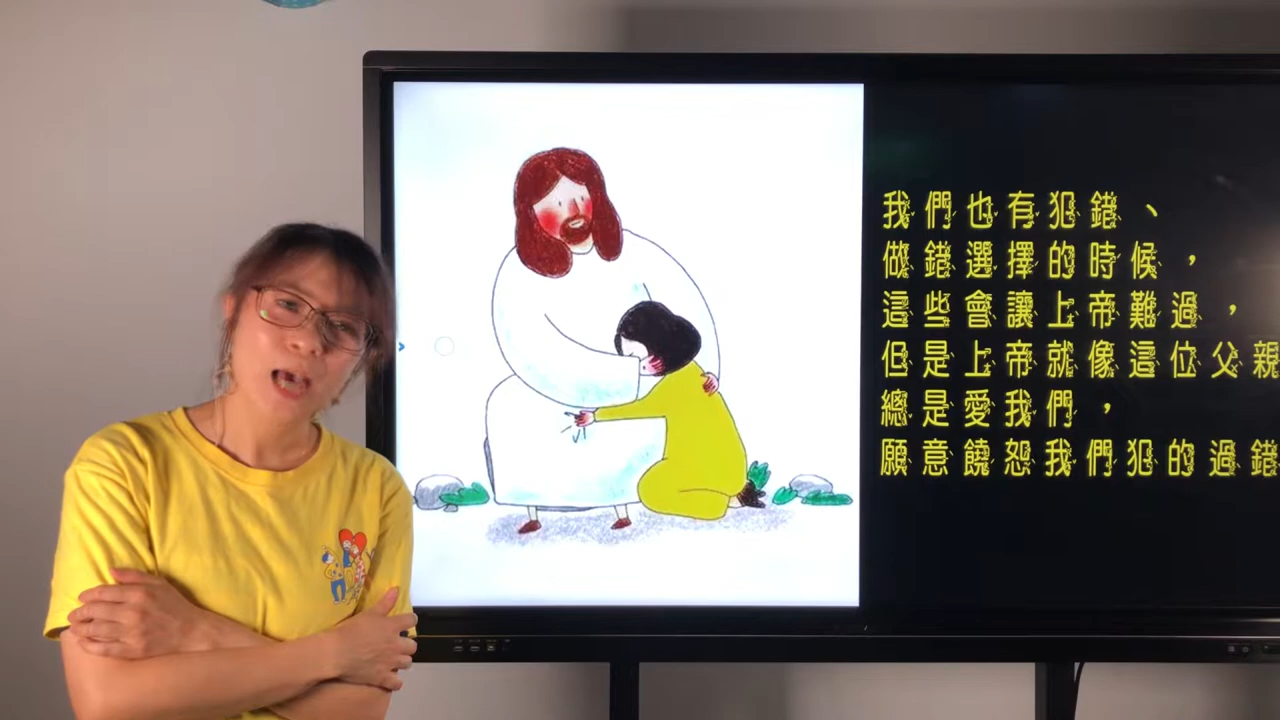 我們也有犯錯、
做錯選擇的時候，
這些會讓上帝難過，
但是上帝就像這位父親
總是愛我們，
願意饒恕我們犯的過錯